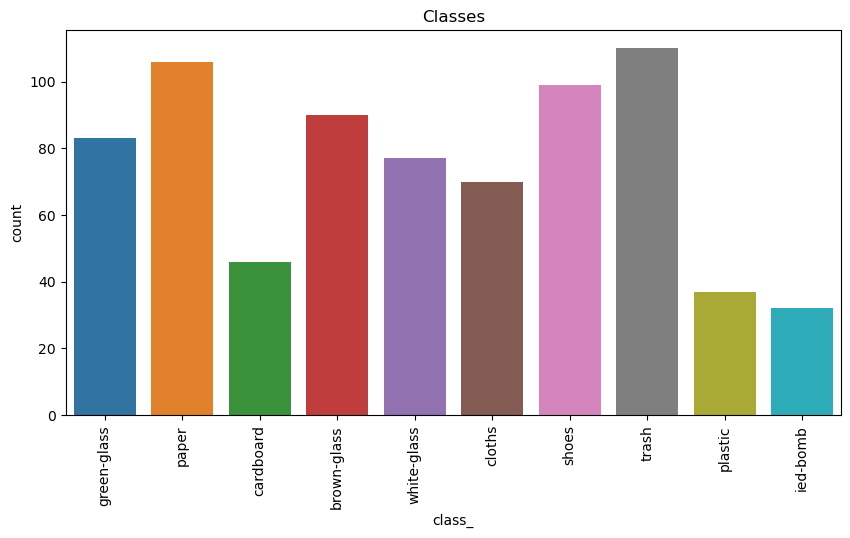 Classes
count
100
80
60
40
20
0
green-glass
paper
cardboard
brown-glass
white-glass
cloths
shoes
trash
plastic
ied-bomb
class_